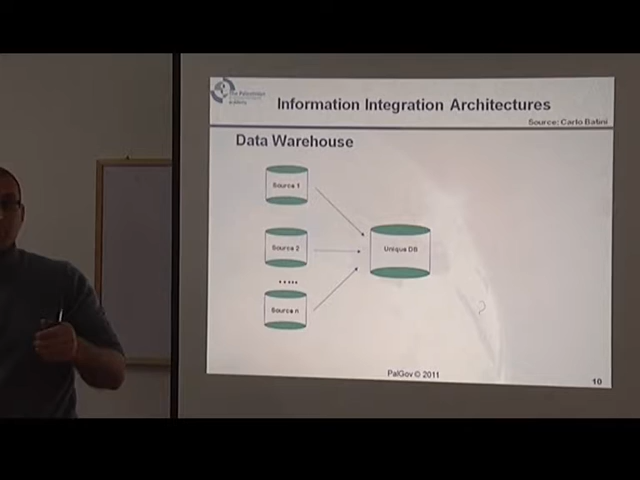 Information Integration Architectures
Source: Carlo Batini
Data Warehouse
Source 1
Source 2
Unique DB
.....
Source n
PalGov © 2011
10